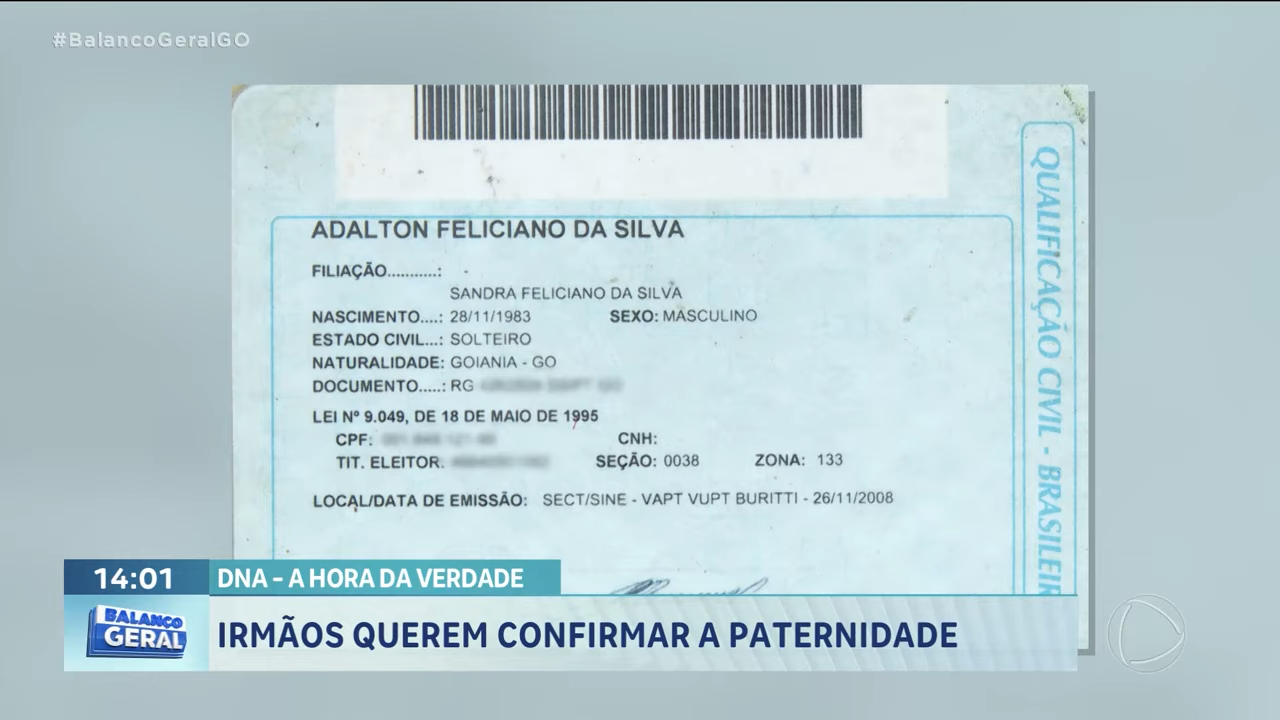 #BalancoGeralGO
ADALTON FELICIANO DA SILVA
FILIAÇÃO..........: -
SANDRA FELICIANO DA SILVA
NASCIMENTO....: 28/11/1983 SEXO: MASCULINO
ESTADO CIVIL...: SOLTEIRO
NATURALIDADE: GOIANIA - GO
DOCUMENTO.....: RG
LEI Nº 9.049, DE 18 DE MAIO DE 1995
CPF: CNH:
TIT. ELEITOR. SEÇÃO: 0038 ZONA: 133
LOCAL/DATA DE EMISSÃO: SECT/SINE - VAPT VUPT BURITTI - 26/11/2008
QUALIFICAÇÃO CIVIL - BRASILEIR
14:01 DNA - A HORA DA VERDADE
BALANCO
GERAL
IRMÃOS QUEREM CONFIRMAR A PATERNIDADE